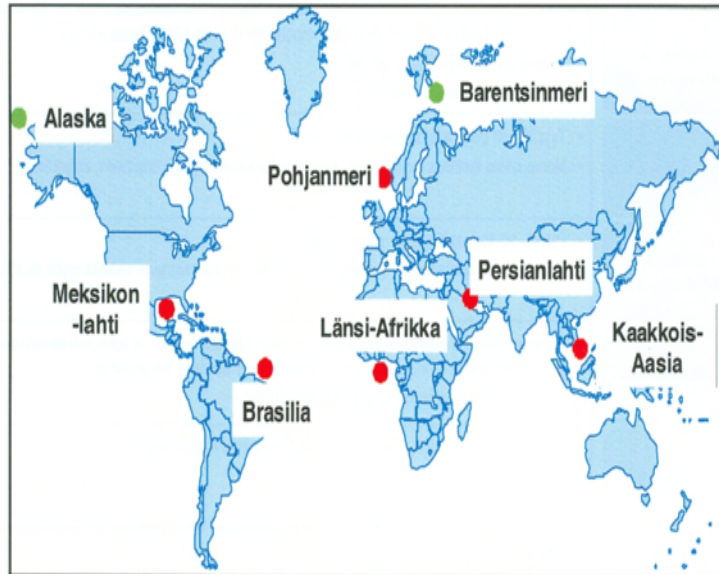 Alaska
Barentsinmeri
Pohjanmeri
Persianlahti
Meksikon
-lahti
Länsi-Afrikka
Kaakkois-
Aasia
Brasilia